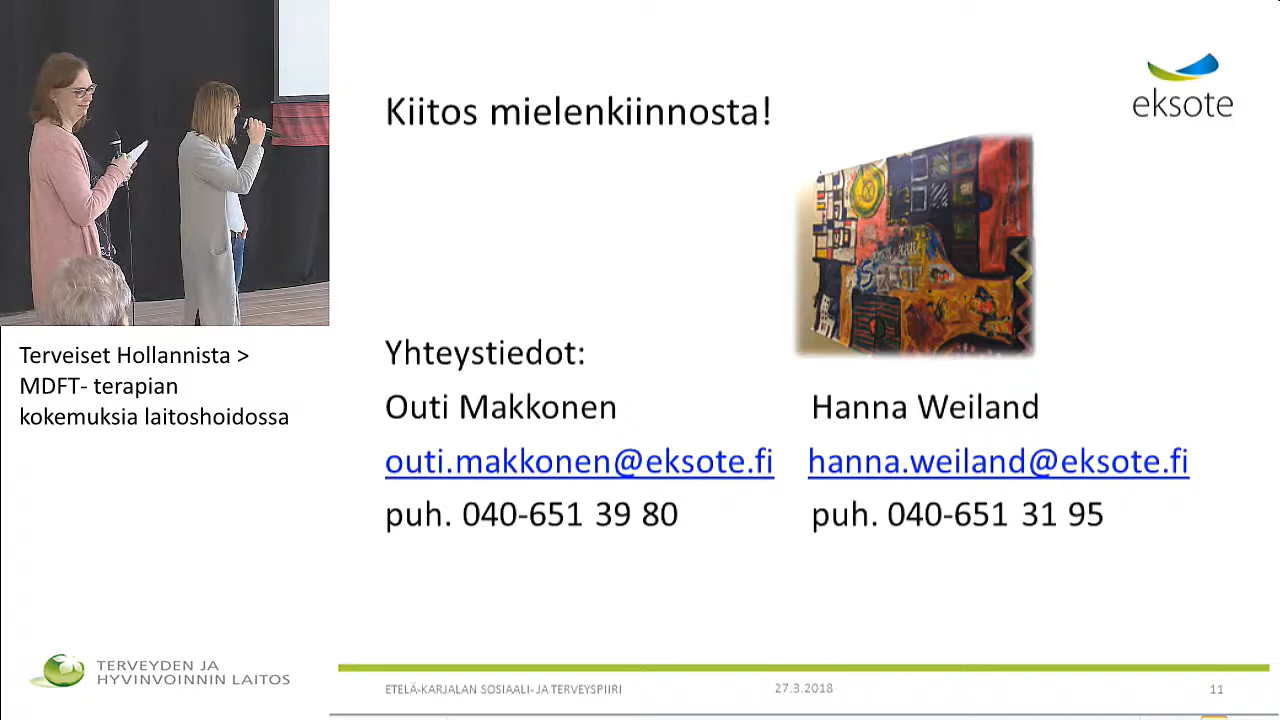 Kiitos mielenkiinnosta!
eksote
Terveiset Hollannista >
MDFT- terapian
kokemuksia laitoshoidossa
Yhteystiedot:
Outi Makkonen
Hanna Weiland
outi.makkonen@eksote.fi
hanna.weiland@eksote.fi
puh. 040-651 39 80
puh. 040-651 31 95
TERVEYDEN JA
HYVINVOINNIN LAITOS
ETELÄ-KARJALAN SOSIAALI- JA TERVEYSPIIRI
27.3.2018
11